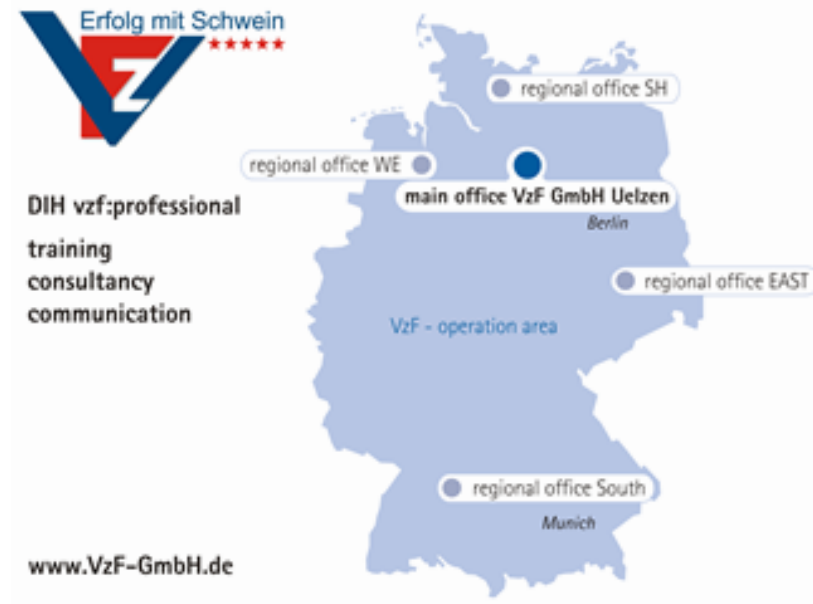 Erfolg mit Schwein
VzF
regional office SH
regional office WE
main office VzF GmbH Uelzen
Berlin
DIH vzf:professional
training
consultancy
communication
regional office EAST
VzF - operation area
regional office South
Munich
www.VzF-GmbH.de